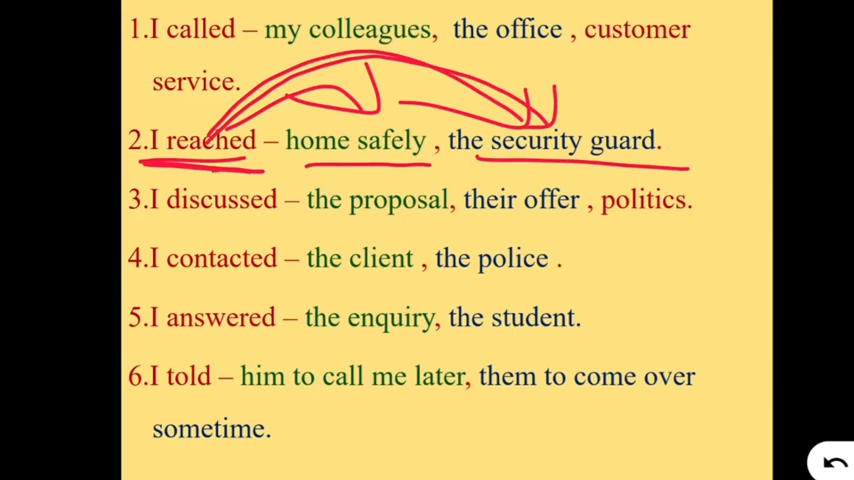 1.I called – my colleagues, the office , customer
service.
2.I reached – home safely , the security guard.
3.I discussed – the proposal, their offer , politics.
4.I contacted – the client , the police .
5.I answered – the enquiry, the student.
6.I told – him to call me later, them to come over
sometime.